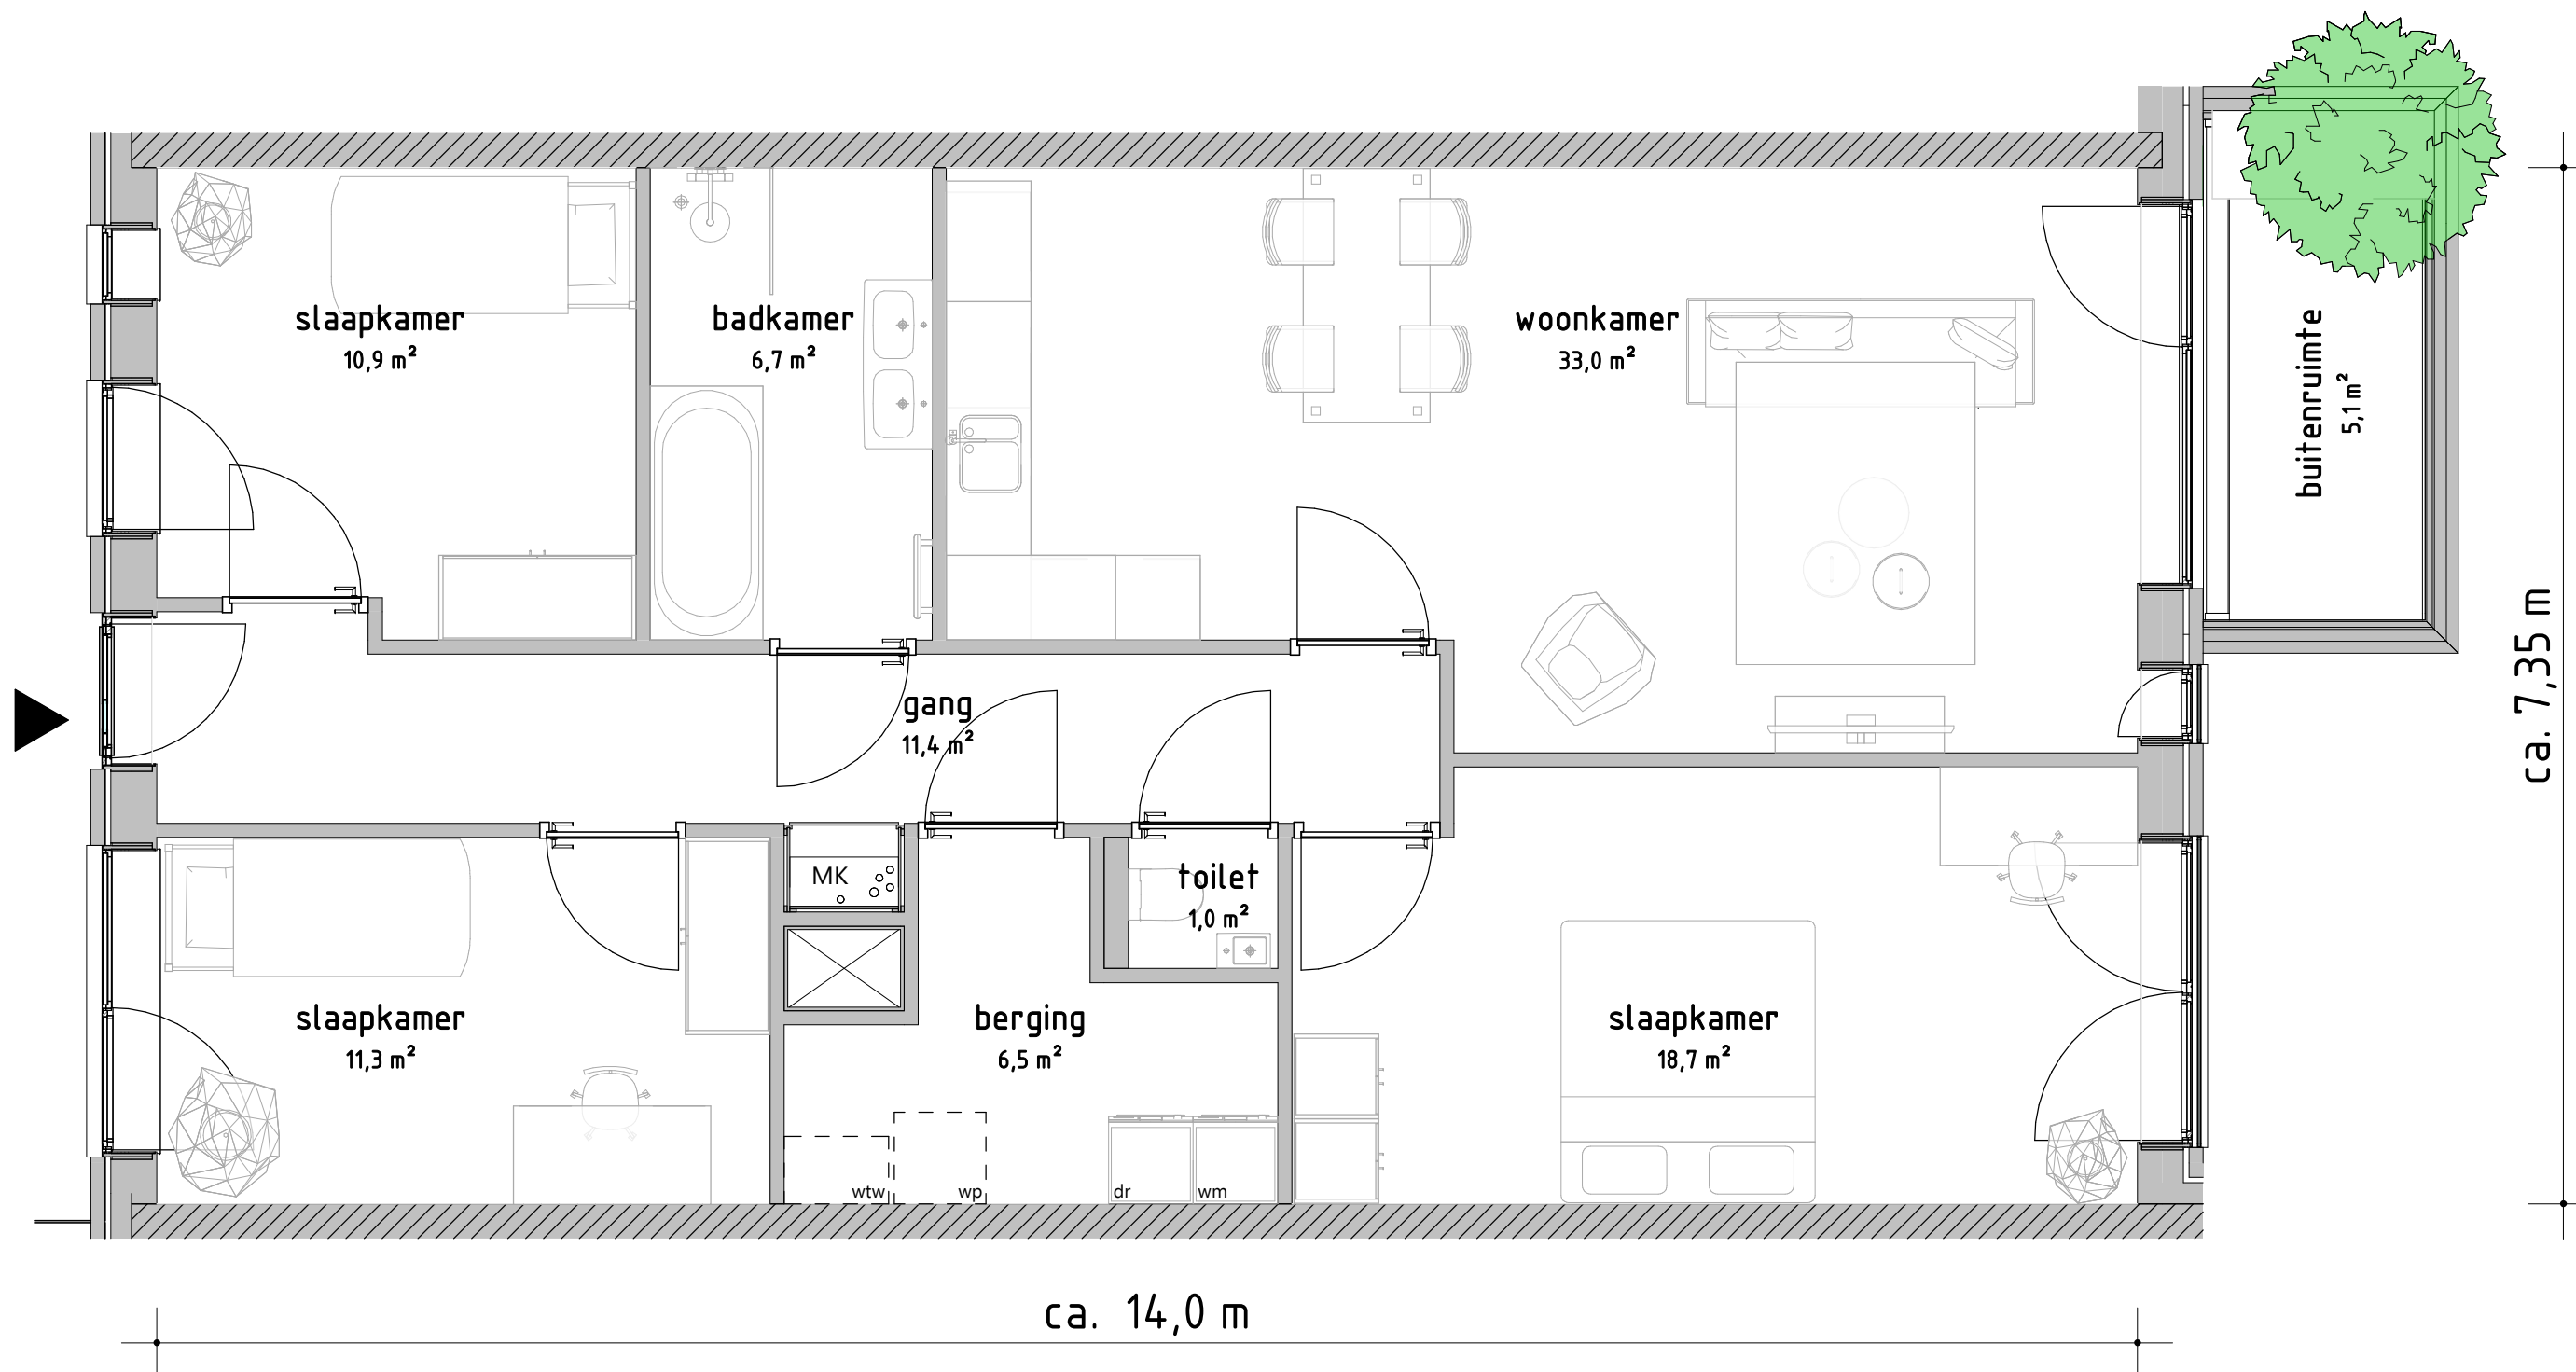 slaapkamer
10,9 m²
badkamer
6,7 m²
woonkamer
33,0 m²
buitenruimte
5,1 m²
ca. 7,35 m
gang
11,4 m²
MK
toilet
1,0 m²
slaapkamer
11,3 m²
berging
6,5 m²
slaapkamer
18,7 m²
wtw
wp
dr
wm
ca. 14,0 m